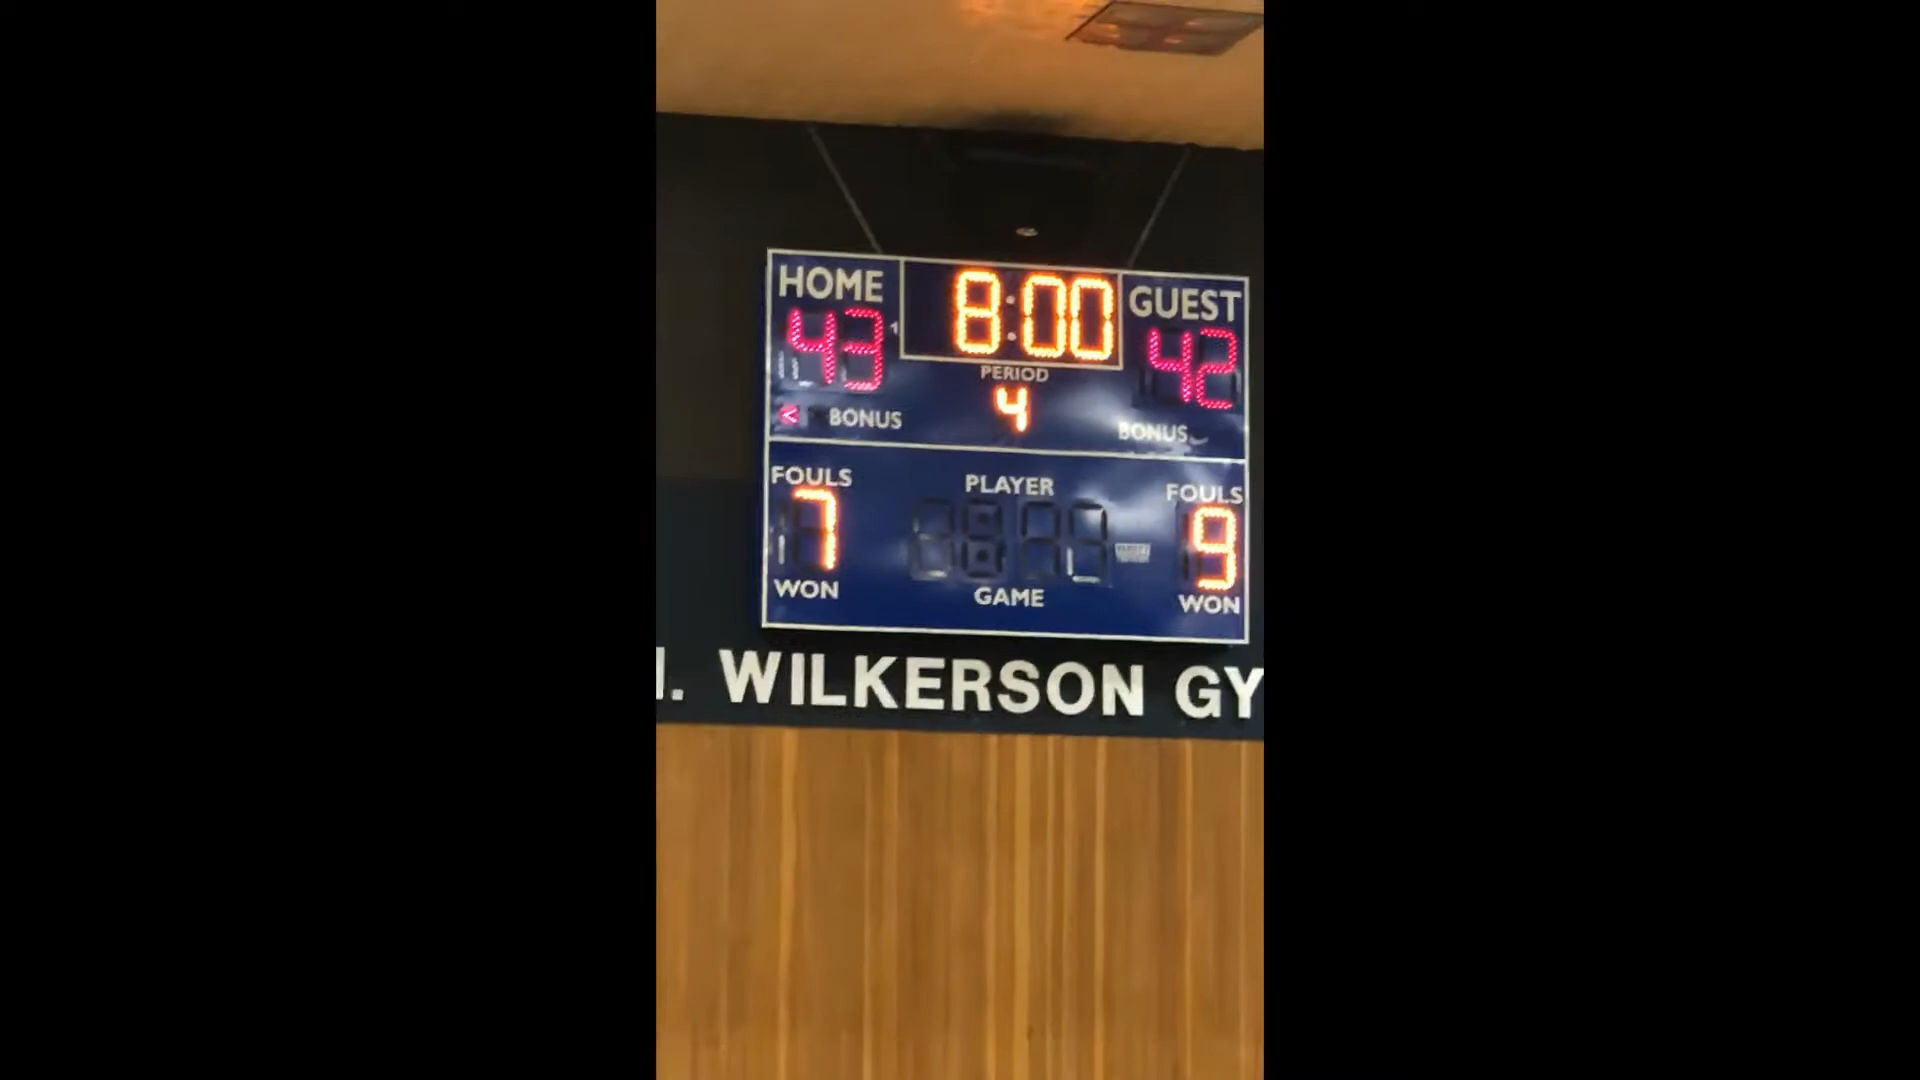 HOME 8:00 GUEST
43 42
PERIOD
< BONUS 4 BONUS
FOULS PLAYER FOULS
7 9
WON GAME WON
. WILKERSON GY